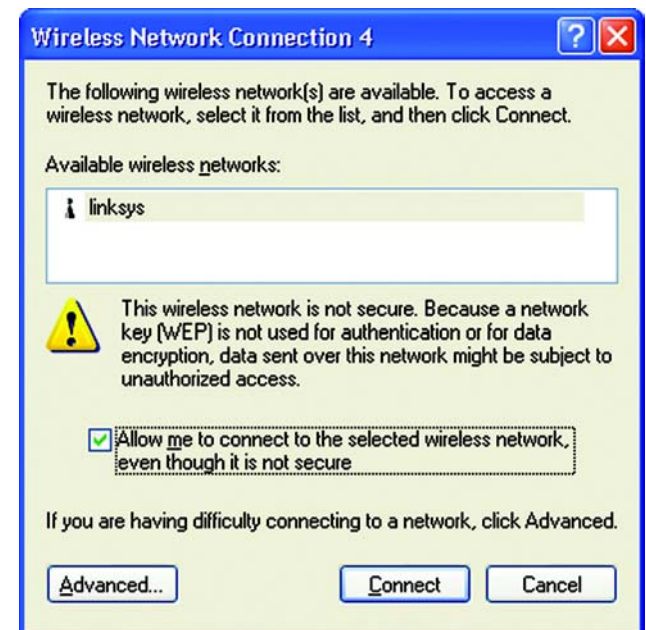 Wireless Network Connection 4
The following wireless network(s) are available. To access a
wireless network, select it from the list, and then click Connect.
Available wireless networks:
linksys
This wireless network is not secure. Because a network
key (WEP) is not used for authentication or for data
encryption, data sent over this network might be subject to
unauthorized access.
Allow me to connect to the selected wireless network,
even though it is not secure
If you are having difficulty connecting to a network, click Advanced.
Advanced... Connect Cancel